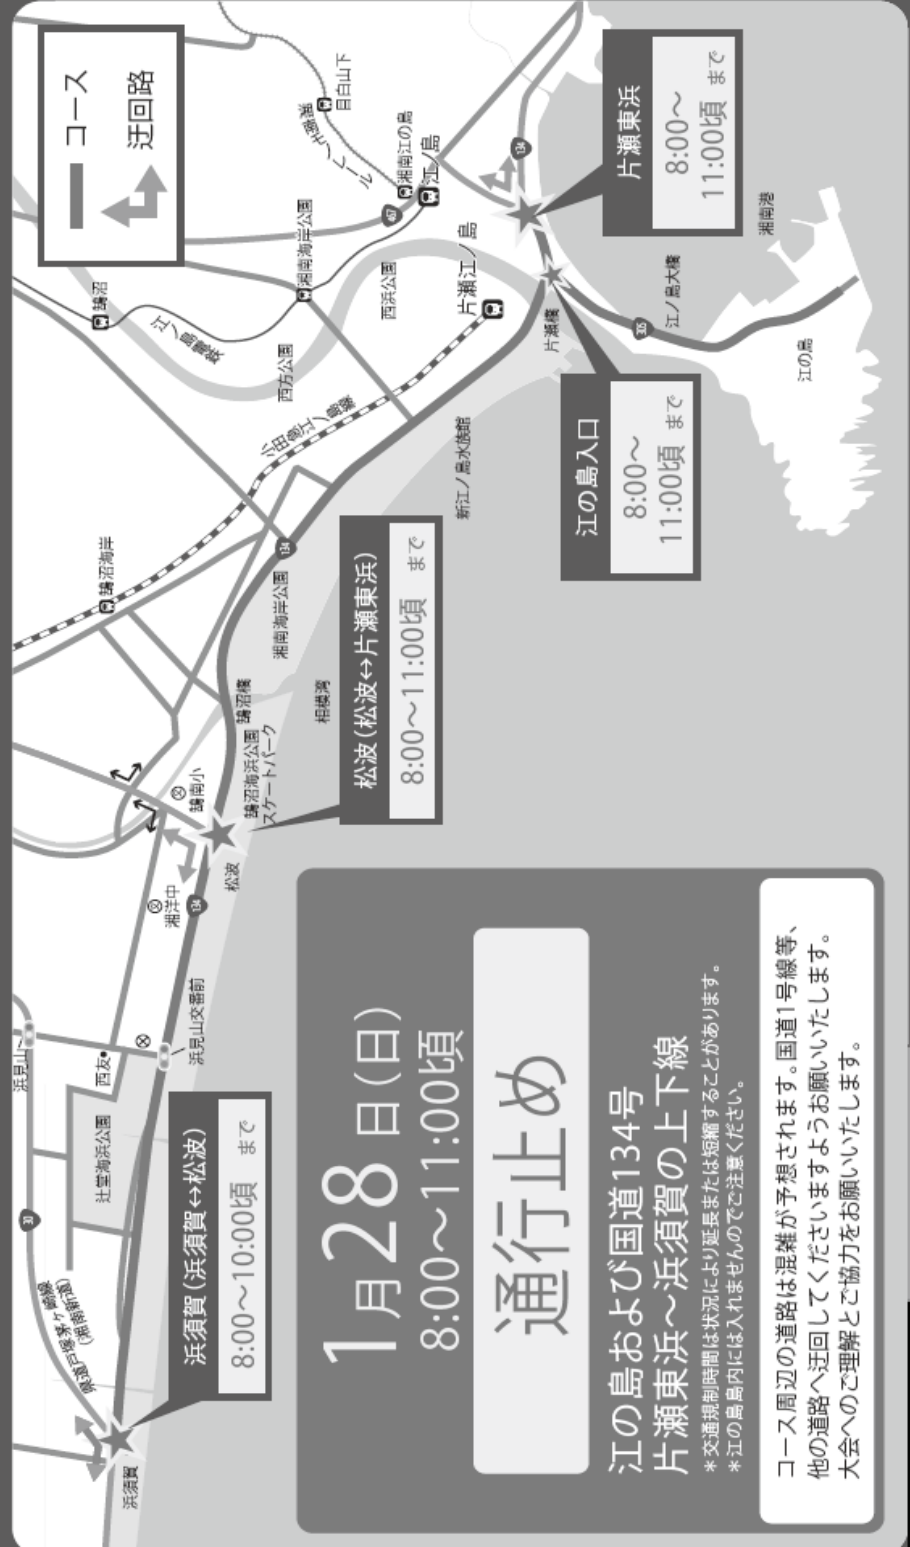 コース
迂回路
浜須賀
浜須賀(浜須賀↔松波)
8:00〜10:00頃 まで
県道戸塚茅ケ崎線
(湘南新道)
30
辻堂海浜公園
浜見山
西友
浜見山交番前
134
湘洋中
松波
鵠南小
鵠沼海浜公園
スケートパーク
鵠沼橋
相模湾
松波(松波↔片瀬東浜)
8:00〜11:00頃 まで
鵠沼海岸
134
湘南海岸公園
小田急江ノ島線
新江ノ島水族館
鵠沼
江ノ島電鉄
西方公園
湘南海岸公園
西浜公園
片瀬江ノ島
467
湘南モノレール
目白山下
湘南江の島
江ノ島
134
片瀬橋
片瀬東浜
8:00〜
11:00頃 まで
江の島入口
8:00〜
11:00頃 まで
江ノ島大橋
湘南港
江の島
1月28日(日)
8:00〜11:00頃
通行止め
江の島および国道134号
片瀬東浜〜浜須賀の上下線
*交通規制時間は状況により延長または短縮することがあります。
*江の島島内には入れませんのでご注意ください。
コース周辺の道路は混雑が予想されます。国道1号線等、
他の道路へ迂回してくださいますようお願いいたします。
大会へのご理解とご協力をお願いいたします。